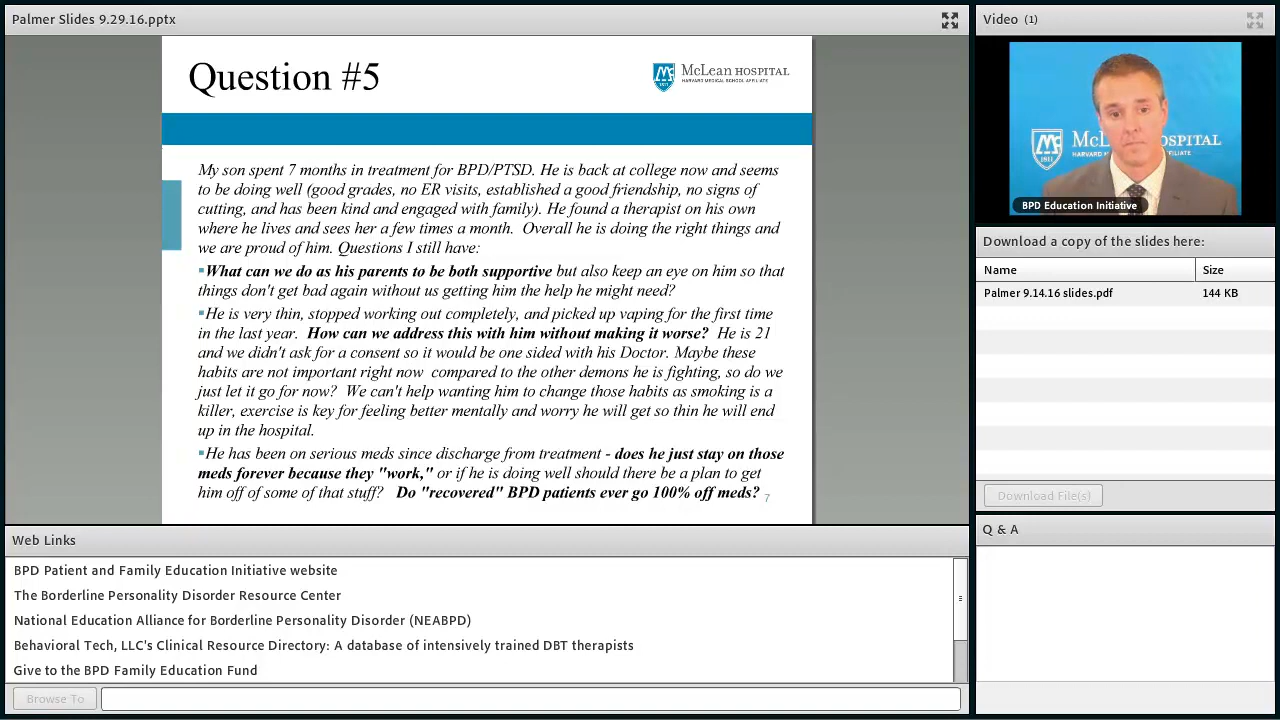 Palmer Slides 9.29.16.pptx
Question #5
McLean HOSPITAL
HARVARD MEDICAL SCHOOL AFFILIATE
My son spent 7 months in treatment for BPD/PTSD. He is back at college now and seems
to be doing well (good grades, no ER visits, established a good friendship, no signs of
cutting, and has been kind and engaged with family). He found a therapist on his own
where he lives and sees her a few times a month. Overall he is doing the right things and
we are proud of him. Questions I still have:
▪What can we do as his parents to be both supportive but also keep an eye on him so that
things don't get bad again without us getting him the help he might need?
▪He is very thin, stopped working out completely, and picked up vaping for the first time
in the last year. How can we address this with him without making it worse? He is 21
and we didn't ask for a consent so it would be one sided with his Doctor. Maybe these
habits are not important right now compared to the other demons he is fighting, so do we
just let it go for now? We can't help wanting him to change those habits as smoking is a
killer, exercise is key for feeling better mentally and worry he will get so thin he will end
up in the hospital.
▪He has been on serious meds since discharge from treatment - does he just stay on those
meds forever because they "work," or if he is doing well should there be a plan to get
him off of some of that stuff? Do "recovered" BPD patients ever go 100% off meds?
7
Video (1)
1811
BPD Education Initiative
Download a copy of the slides here:
Name Size
Palmer 9.14.16 slides.pdf 144 KB
Download File(s)
Q & A
Web Links
BPD Patient and Family Education Initiative website
The Borderline Personality Disorder Resource Center
National Education Alliance for Borderline Personality Disorder (NEABPD)
Behavioral Tech, LLC's Clinical Resource Directory: A database of intensively trained DBT therapists
Give to the BPD Family Education Fund
Browse To